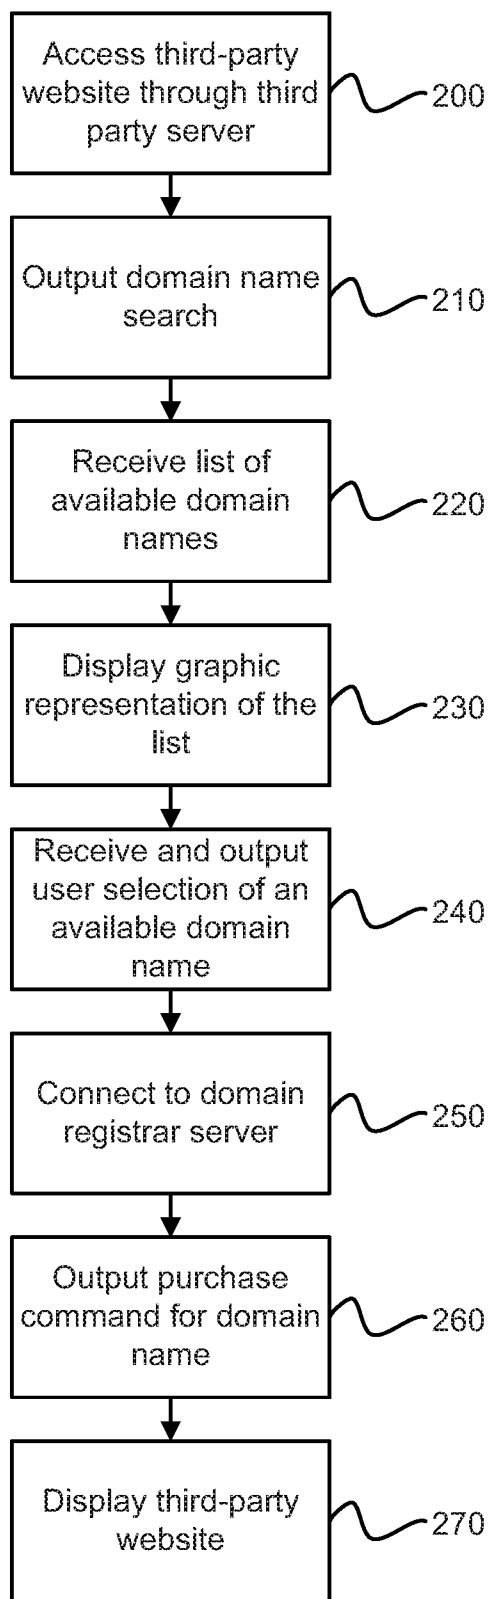 Access third-party
website through third
party server
200
Output domain name
search
210
Receive list of
available domain
names
220
Display graphic
representation of the
list
230
Receive and output
user selection of an
available domain
name
240
Connect to domain
registrar server
250
Output purchase
command for domain
name
260
Display third-party
website
270